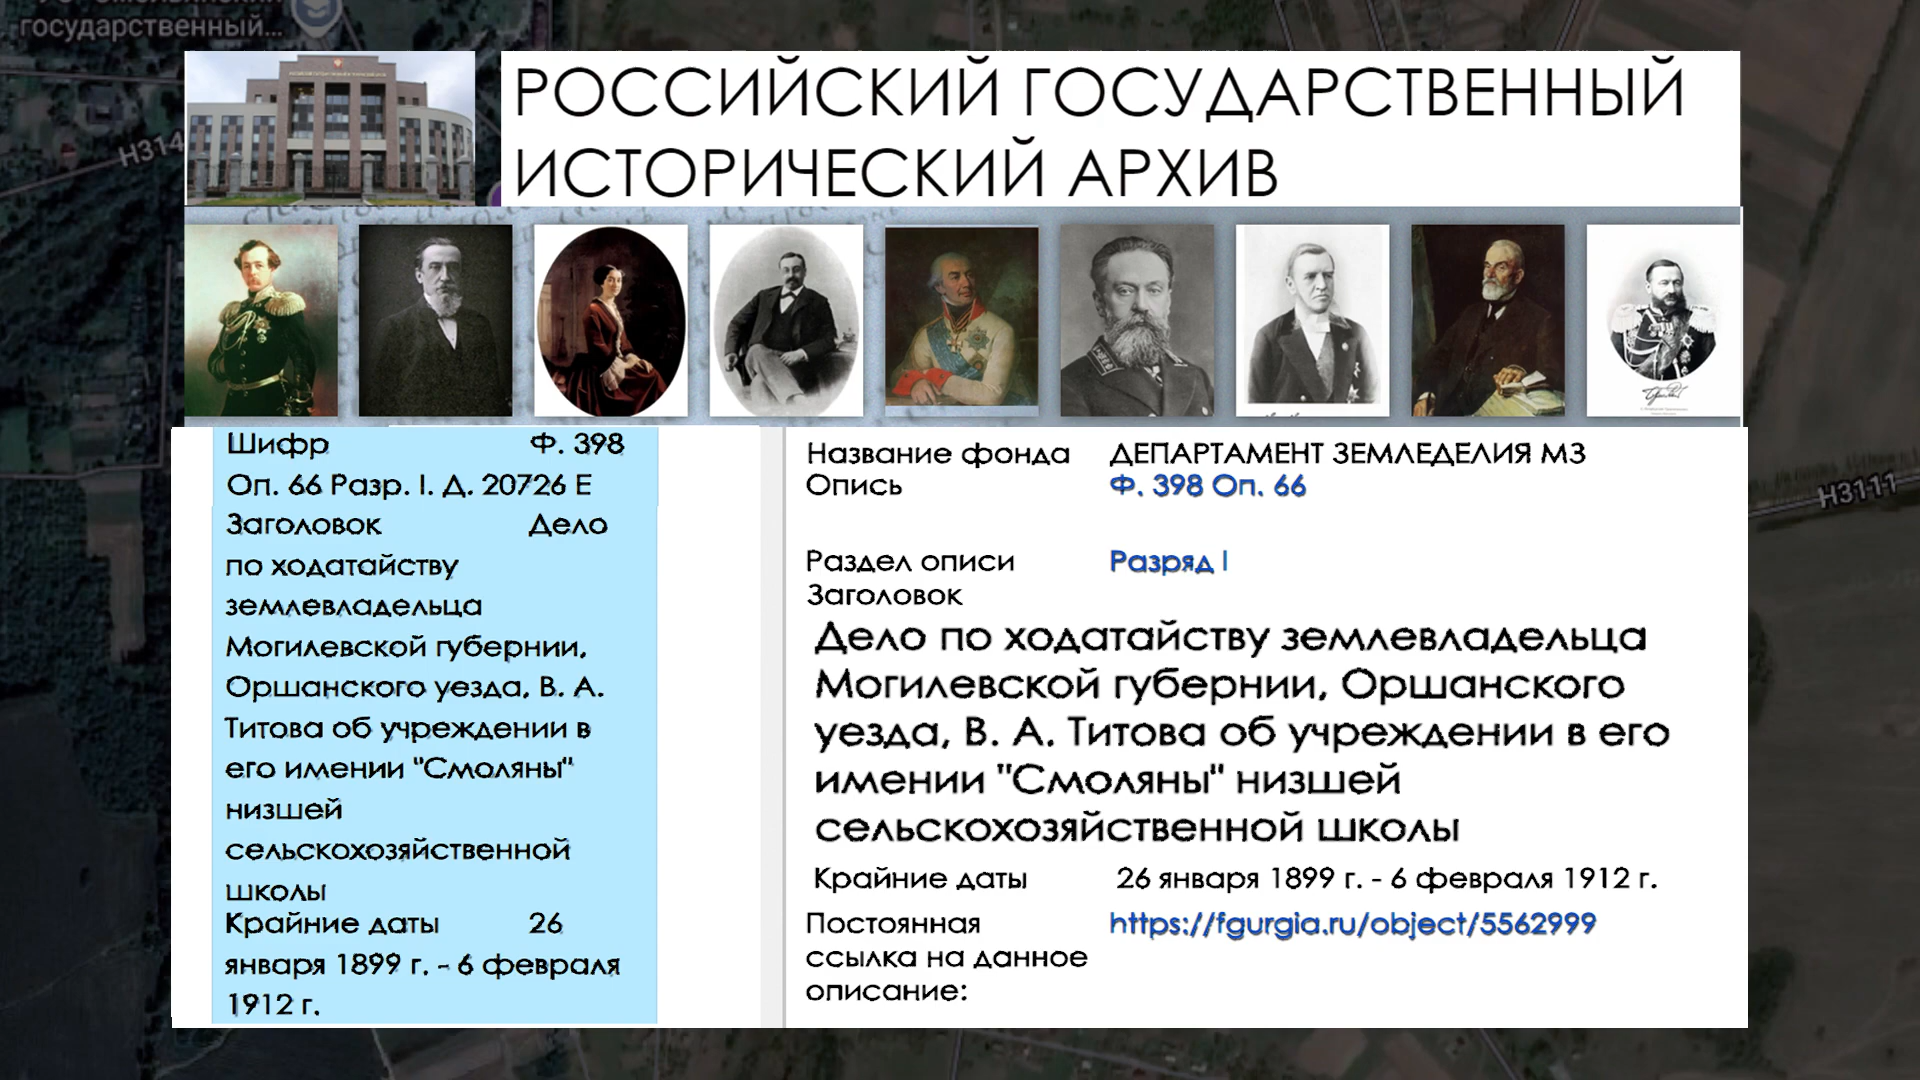 государственный...
Н314
РОССИЙСКИЙ ГОСУДАРСТВЕННЫЙ
ИСТОРИЧЕСКИЙ АРХИВ
Шифр Ф. 398
Оп. 66 Разр. I. Д. 20726 Е
Заголовок Дело
по ходатайству
землевладельца
Могилевской губернии,
Оршанского уезда, В. А.
Титова об учреждении в
его имении "Смоляны"
низшей
сельскохозяйственной
школы
Крайние даты 26
января 1899 г. - 6 февраля
1912 г.
Название фонда ДЕПАРТАМЕНТ ЗЕМЛЕДЕЛИЯ МЗ
Опись Ф. 398 Оп. 66
Раздел описи Разряд I
Заголовок
Дело по ходатайству землевладельца
Могилевской губернии, Оршанского
уезда, В. А. Титова об учреждении в его
имении "Смоляны" низшей
сельскохозяйственной школы
Крайние даты 26 января 1899 г. - 6 февраля 1912 г.
Постоянная https://fgurgia.ru/object/5562999
ссылка на данное
описание:
Н3111